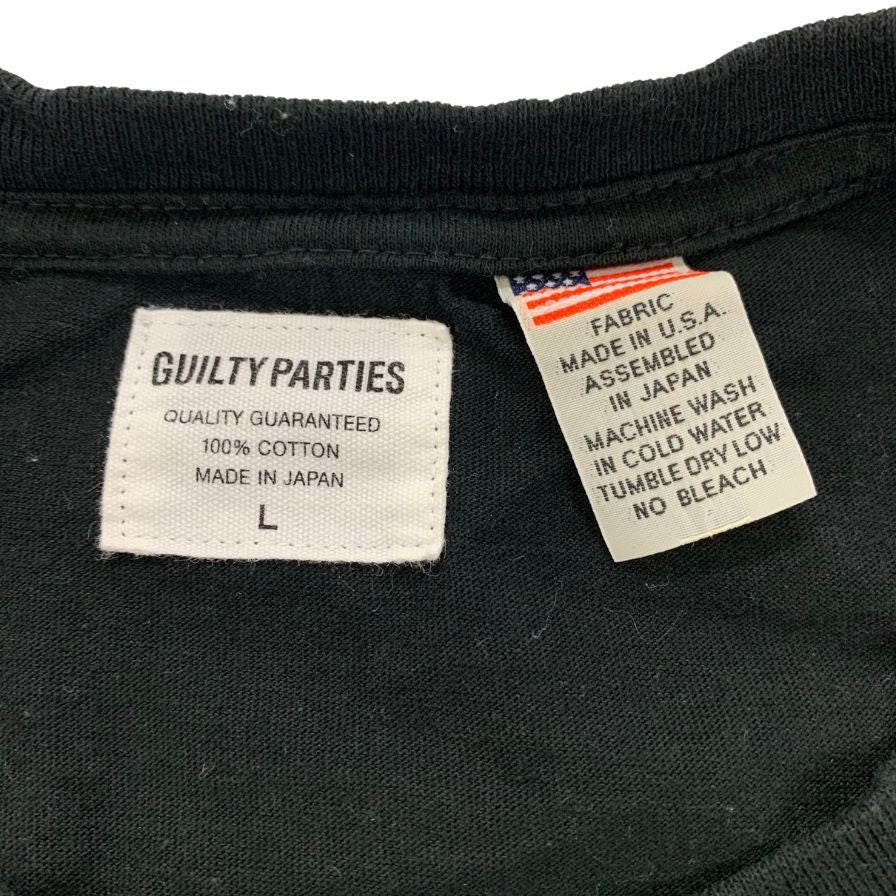 GUILTY PARTIES
QUALITY GUARANTEED
100% COTTON
MADE IN JAPAN
L
FABRIC
MADE IN U.S.A.
ASSEMBLED
IN JAPAN
MACHINE WASH
IN COLD WATER
TUMBLE DRY LOW
NO BLEACH